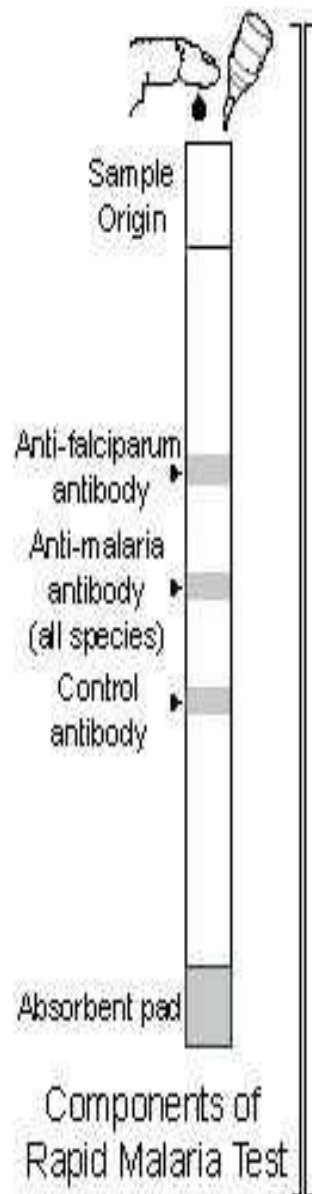 Sample
Origin
Anti-falciparum
antibody
Anti-malaria
antibody
(all species)
Control
antibody
Absorbent pad
Components of
Rapid Malaria Test